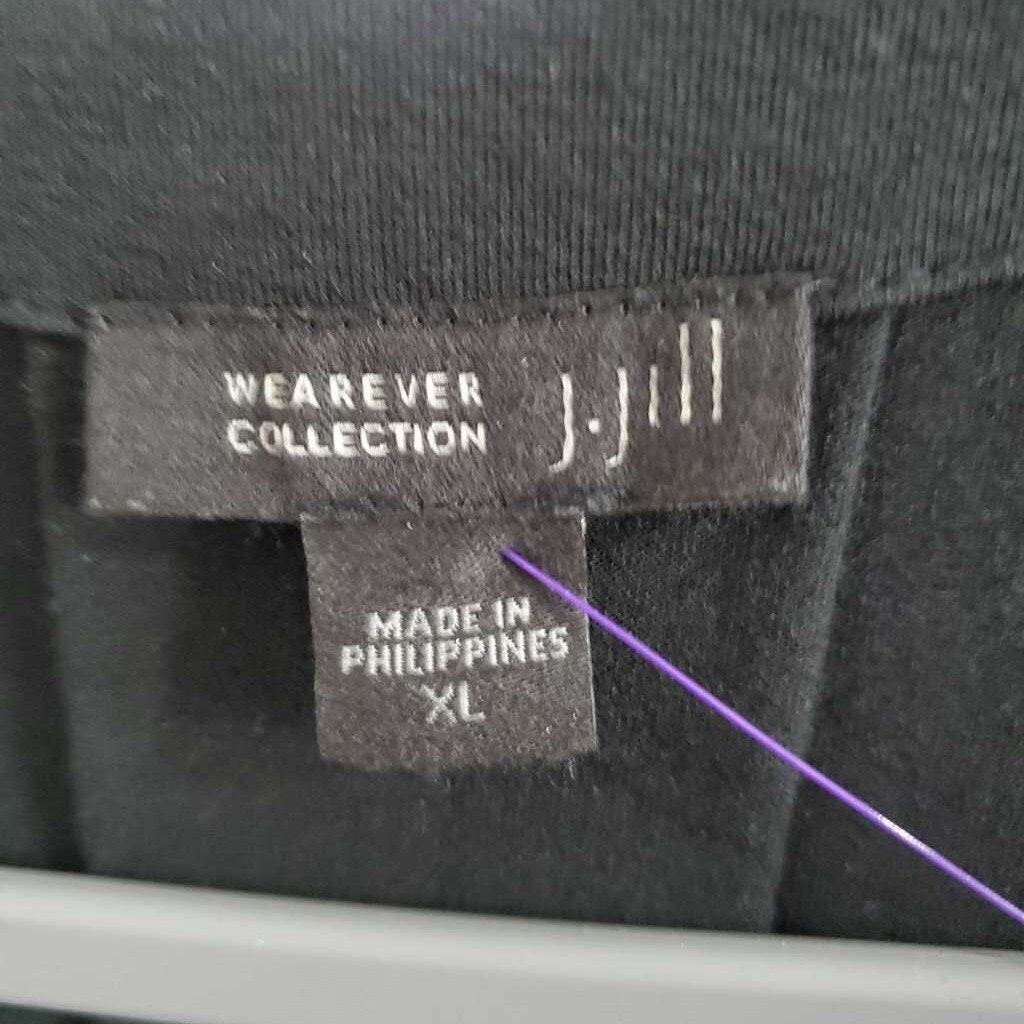 WEAREVER
COLLECTION
J.Jill
MADE IN
PHILIPPINES
XL